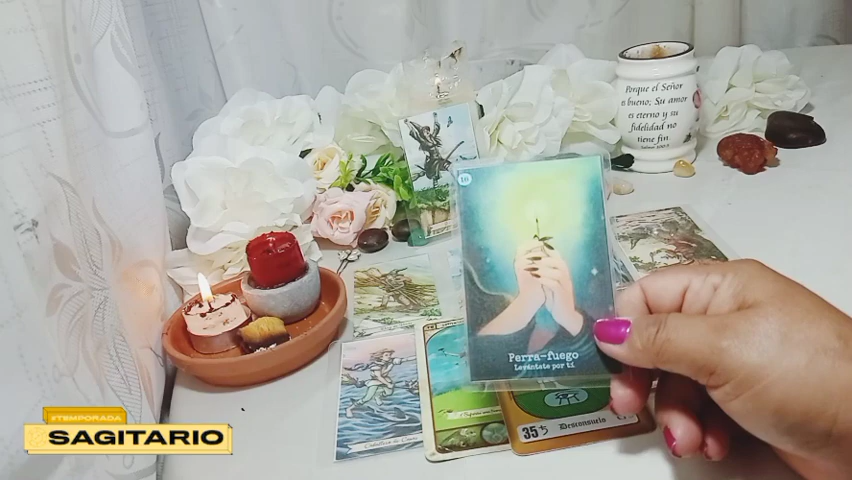 Porque el Señor
es bueno; Su amor
es eterno y su
fidelidad no
tiene fin.
16
Perra-fuego
Levántate por ti
35
Desconsuelo
#TEMPORADA
SAGITARIO